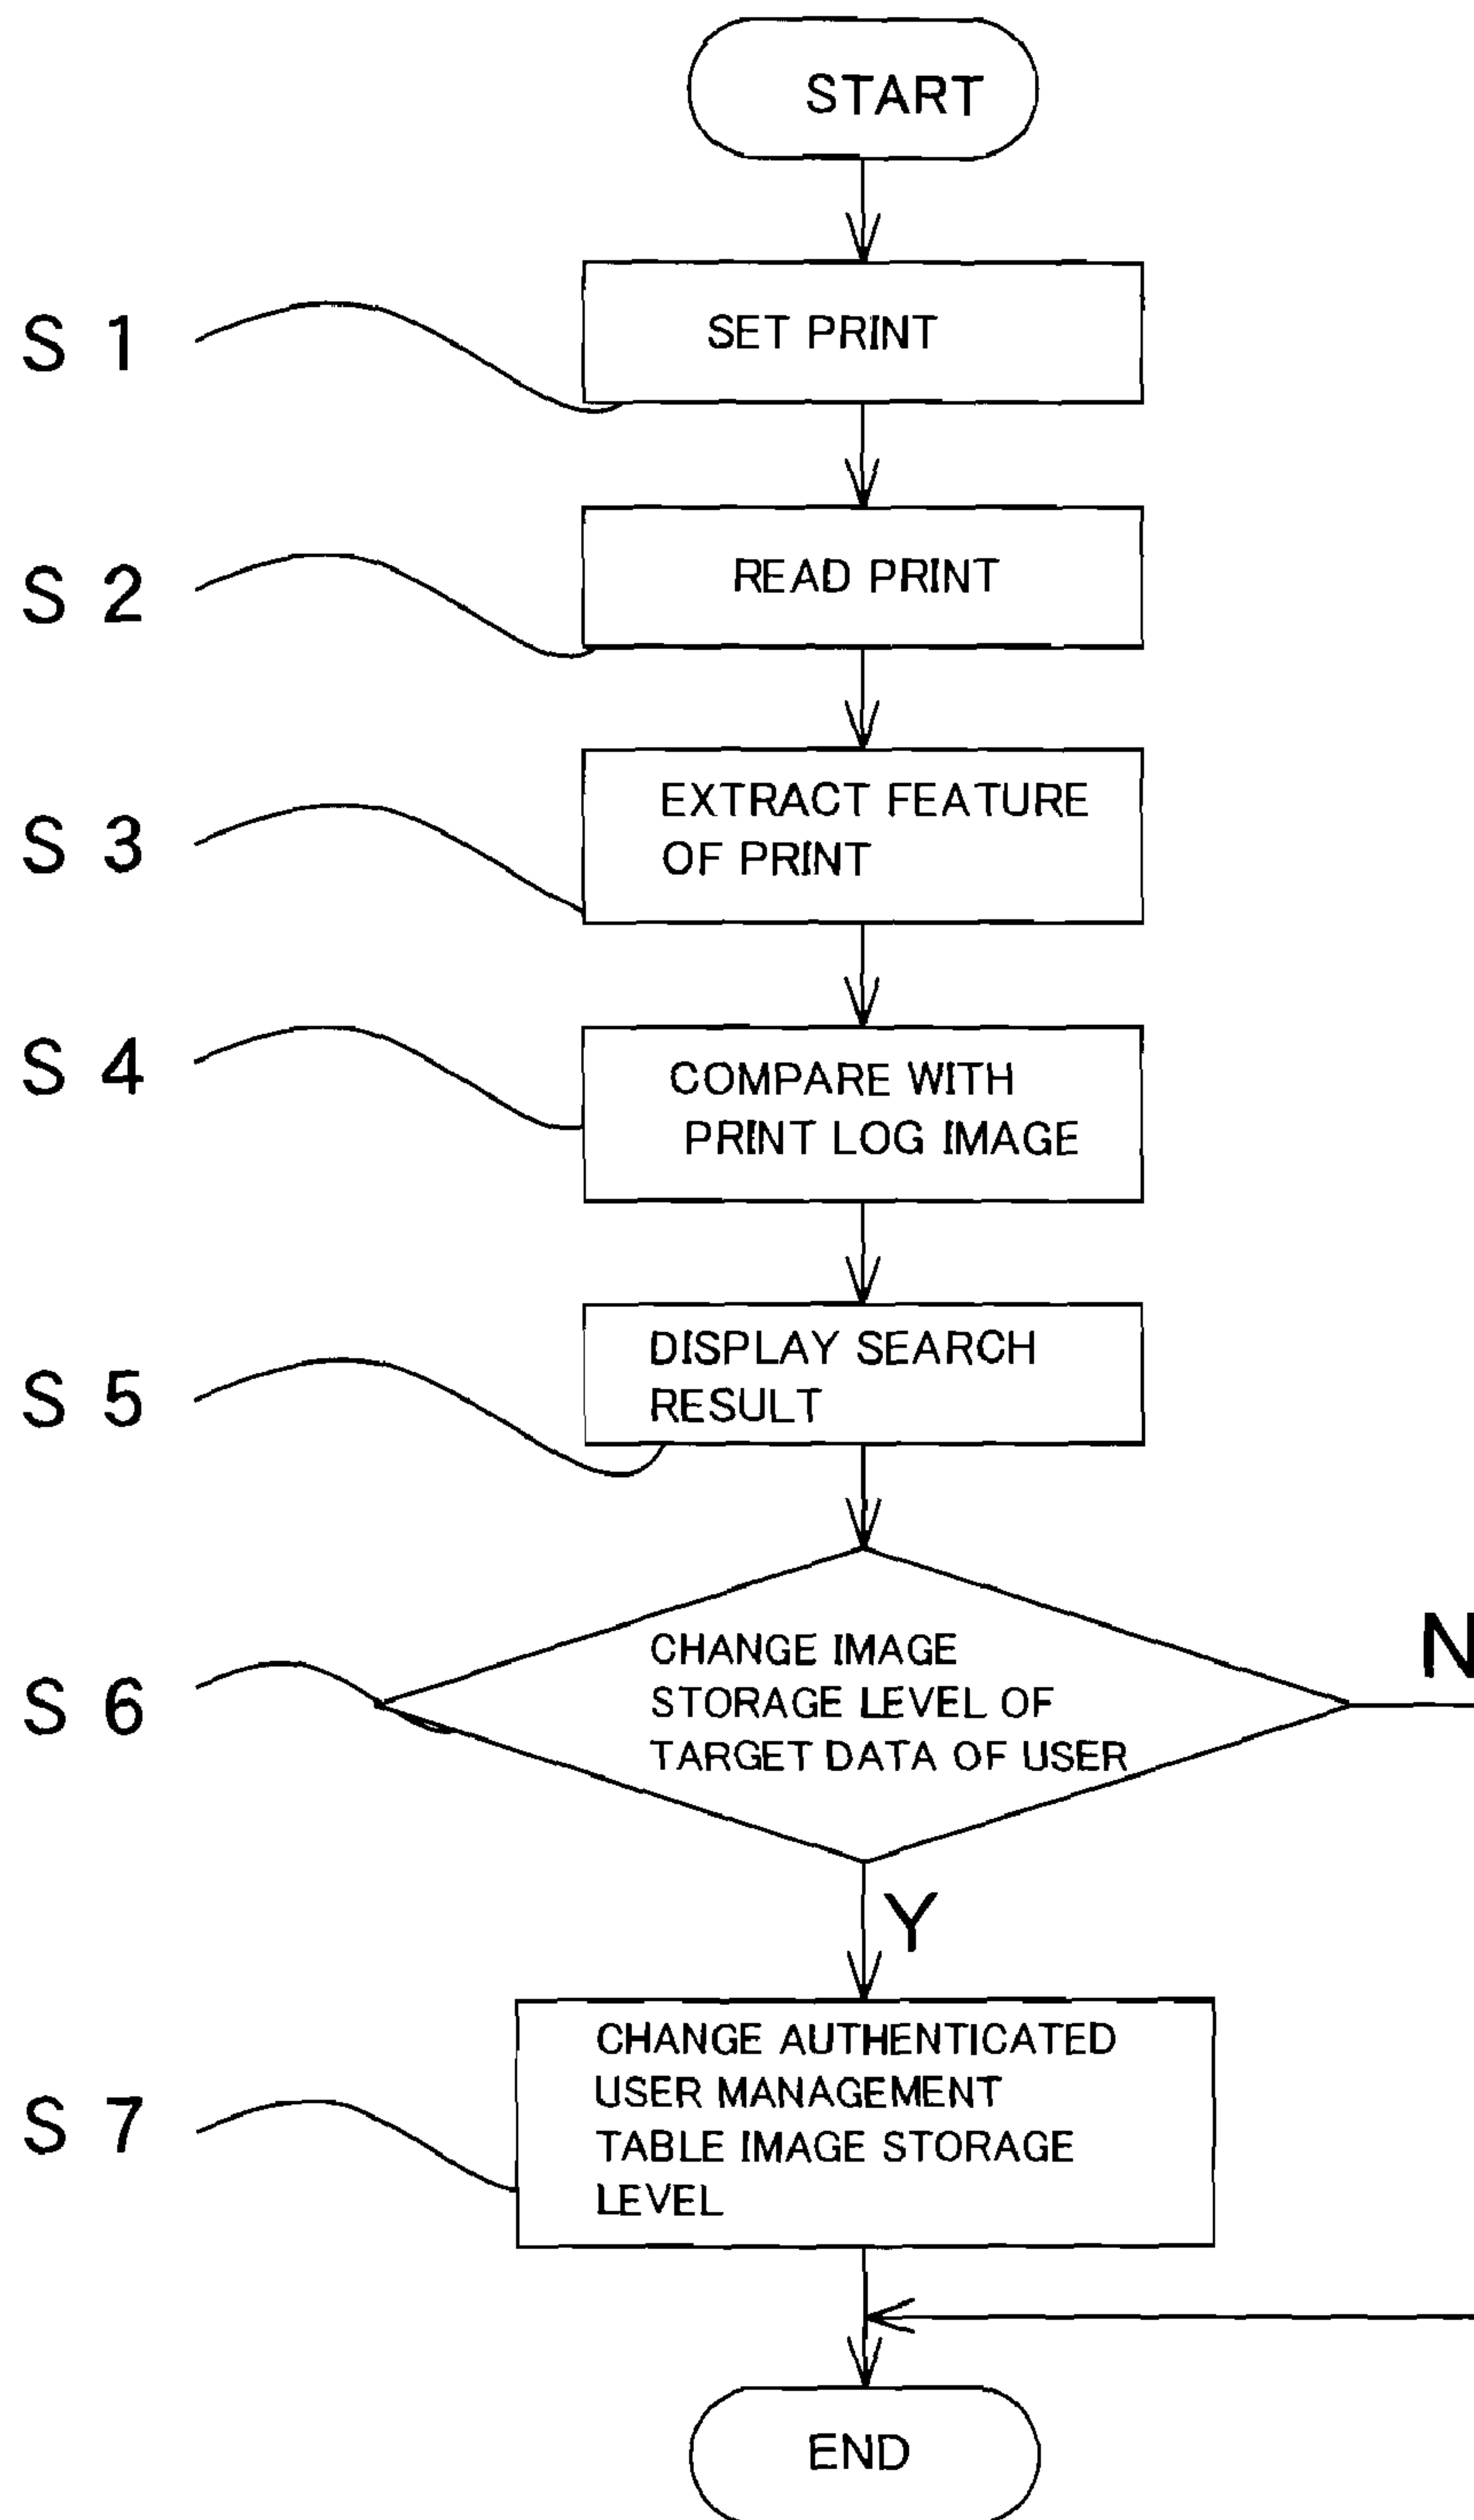 START
S 1
SET PRINT
S 2
READ PRINT
S 3
EXTRACT FEATURE
OF PRINT
S 4
COMPARE WITH
PRINT LOG IMAGE
S 5
DISPLAY SEARCH
RESULT
S 6
CHANGE IMAGE
STORAGE LEVEL OF
TARGET DATA OF USER
N
Y
S 7
CHANGE AUTHENTICATED
USER MANAGEMENT
TABLE IMAGE STORAGE
LEVEL
END